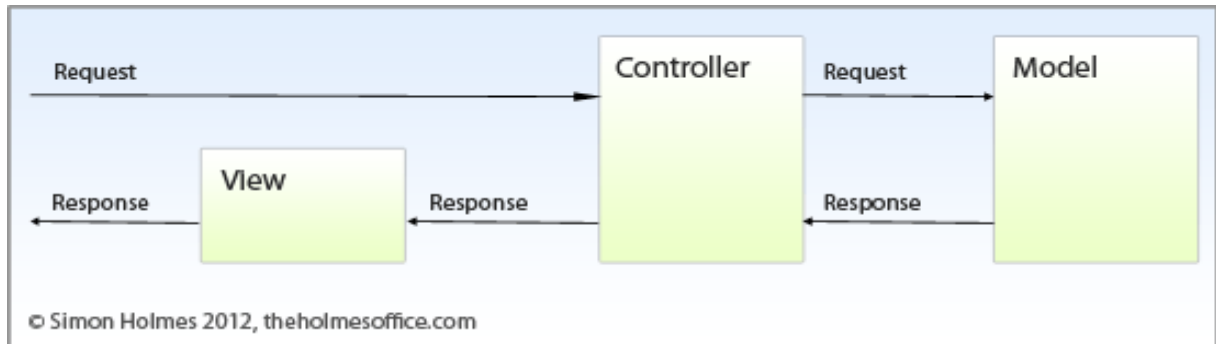 Request
Controller
Request
Model
View
Response
Response
Response
© Simon Holmes 2012, theholmesoffice.com